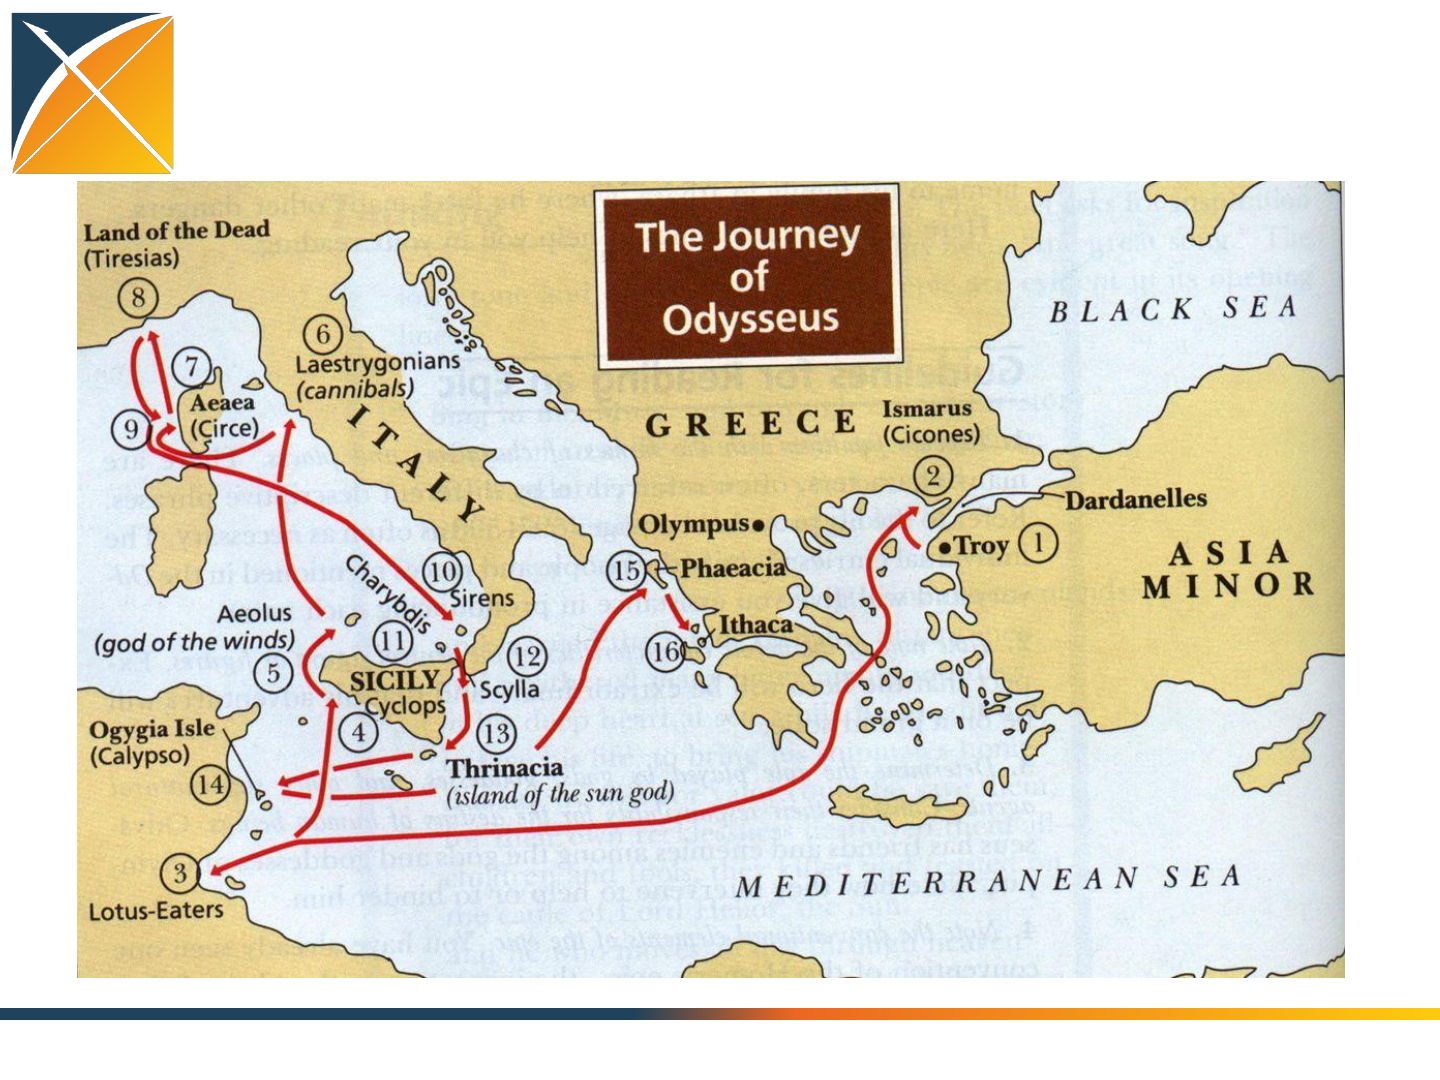 The Journey
of
Odysseus
Land of the Dead
(Tiresias)
8
6
Laestrygonians
(cannibals)
7
Aeaea
(Circe)
9
ITALY
BLACK SEA
GREECE
Ismarus
(Cicones)
2
Dardanelles
Olympus
Troy 1
ASIA
MINOR
15
Phaeacia
Ithaca
16
10
Sirens
Charybdis
11
12
Scylla
Aeolus
(god of the winds)
5
SICILY
Cyclops
4
13
Thrinacia
(island of the sun god)
Ogygia Isle
(Calypso)
14
3
Lotus-Eaters
MEDITERRANEAN SEA